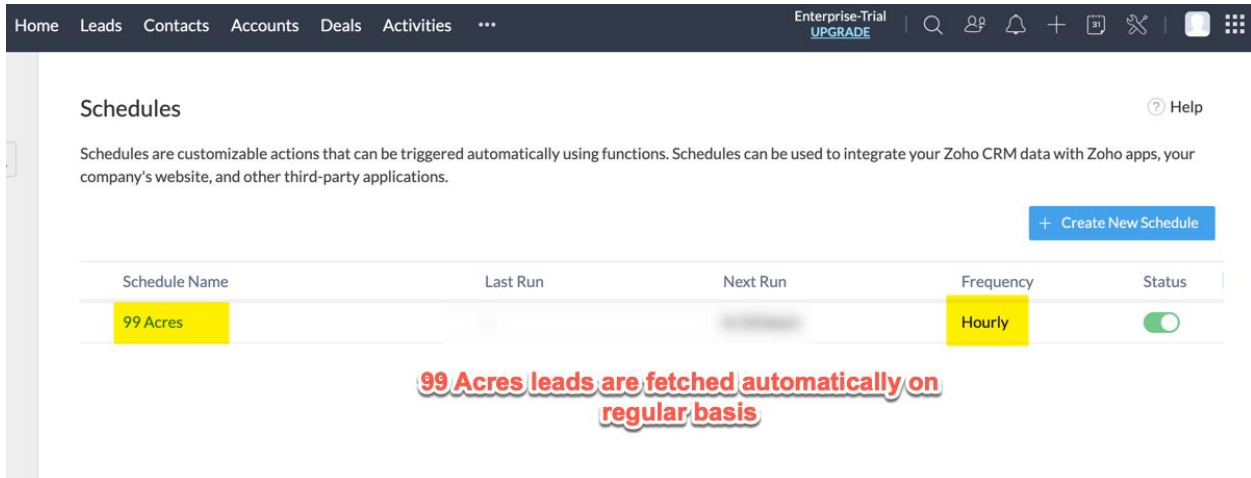 Home Leads Contacts Accounts Deals Activities •••
Enterprise-Trial
UPGRADE
31
Schedules
? Help
Schedules are customizable actions that can be triggered automatically using functions. Schedules can be used to integrate your Zoho CRM data with Zoho apps, your
company's website, and other third-party applications.
+ Create New Schedule
Schedule Name Last Run Next Run Frequency Status
99 Acres Hourly
99 Acres leads are fetched automatically on
regular basis